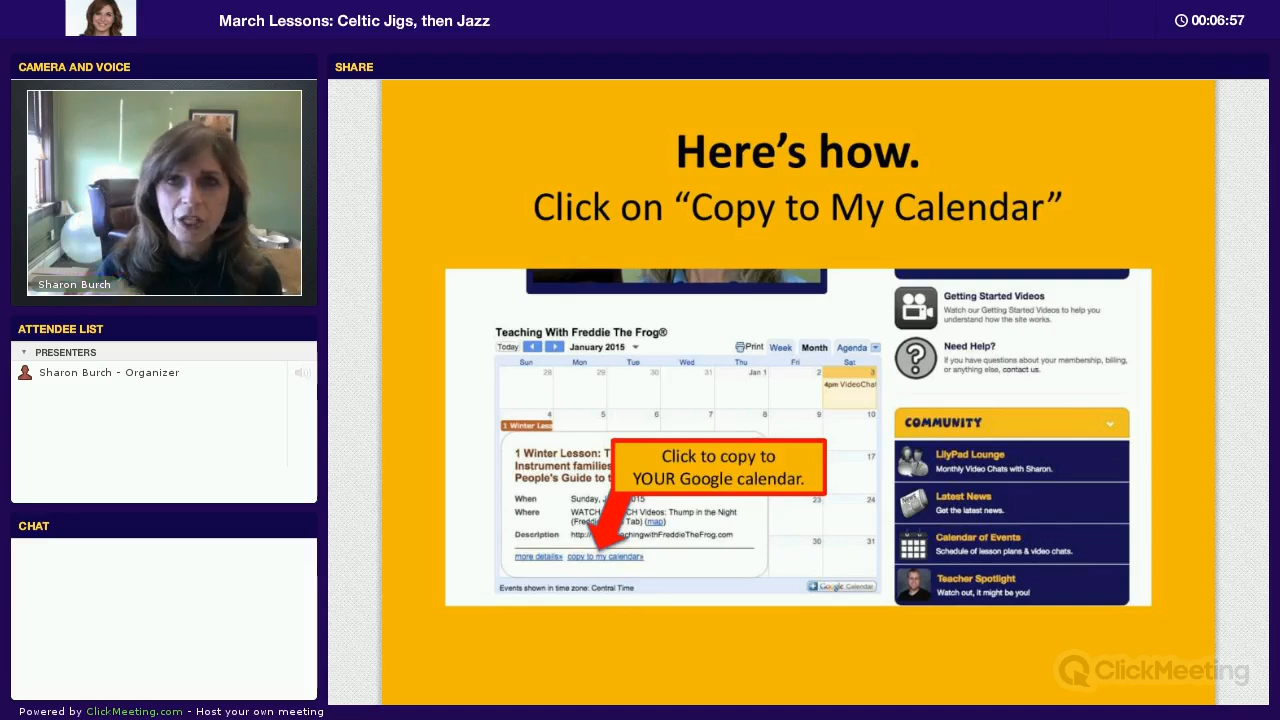 March Lessons: Celtic Jigs, then Jazz
00:06:57
CAMERA AND VOICE
Sharon Burch
ATTENDEE LIST
PRESENTERS
Sharon Burch - Organizer
CHAT
Powered by ClickMeeting.com - Host your own meeting
SHARE
Here's how.
Click on “Copy to My Calendar”
Teaching With Freddie The Frog®
Today January 2015 Print Week Month Agenda
Sun Mon Tue Wed Thu Fri Sat
28 29 30 31 Jan 1 2 3
4pm VideoChat
4 5 6 7 8 9 10
1 Winter Less
17
1 Winter Lesson: T
Instrument families
People's Guide to t
Click to copy to
YOUR Google calendar.
When Sunday, J 2015
23 24
Where WATCH CH Videos: Thump in the Night
(Freddie Tab) (map)
Description http:// achingwithFreddieTheFrog.com
30 31
more details» copy to my calendar»
Events shown in time zone: Central Time
Google Calendar
Getting Started Videos
Watch our Getting Started Videos to help you
understand how the site works.
Need Help?
If you have questions about your membership, billing,
or anything else, contact us.
COMMUNITY
LilyPad Lounge
Monthly Video Chats with Sharon.
Latest News
Get the latest news.
Calendar of Events
Schedule of lesson plans & video chats.
Teacher Spotlight
Watch out, it might be you!
ClickMeeting